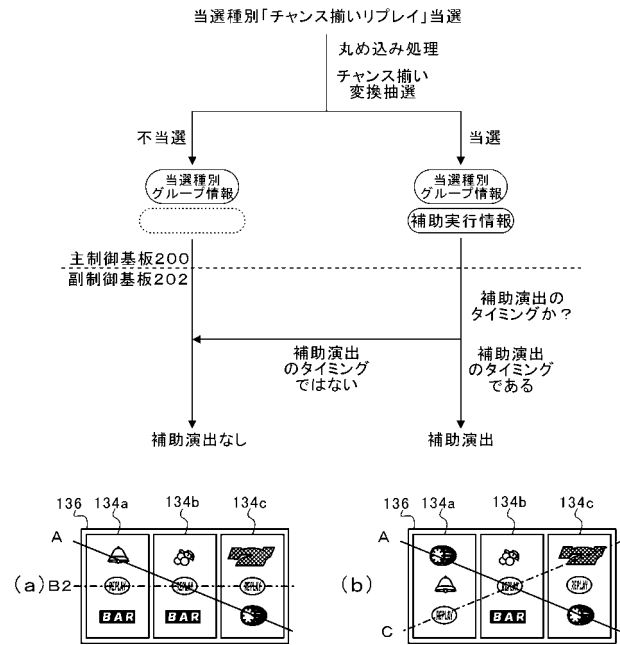 当選種別「チャンス揃いリプレイ」当選
丸め込み処理
チャンス揃い
変換抽選
不当選
当選
当選種別
グループ情報
当選種別
グループ情報
補助実行情報
主制御基板200
副制御基板202
補助演出の
タイミングか?
補助演出
のタイミング
ではない
補助演出
のタイミング
である
補助演出なし
補助演出
136 134a 134b 134c
A
(a) B2
REPLAY REPLAY REPLAY
BAR BAR
136 134a 134b 134c
A
(b)
REPLAY REPLAY
C REPLAY BAR